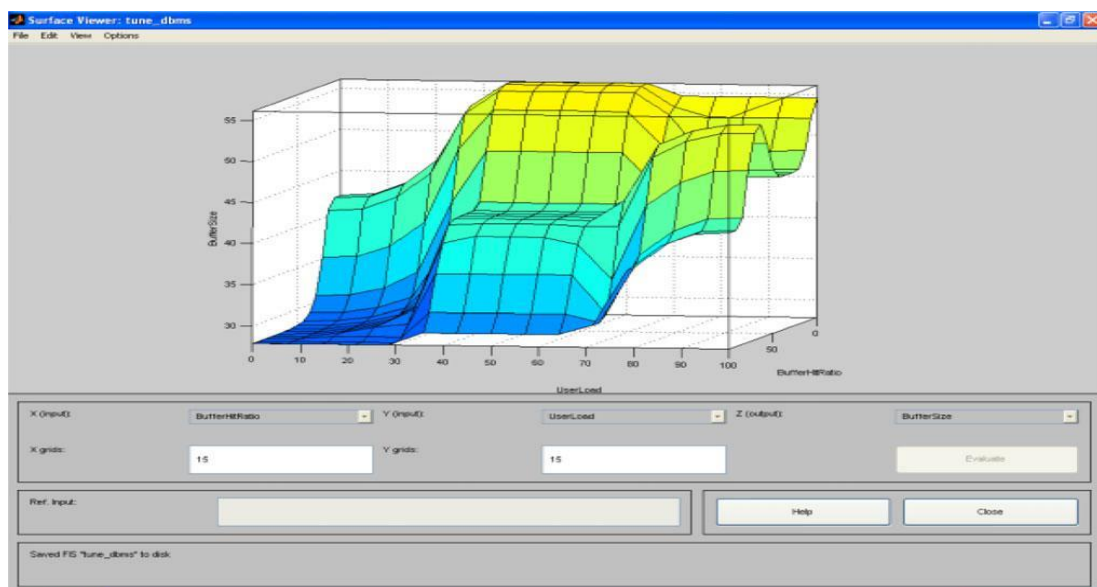 Surface Viewer: tune_dbms
File Edit View Options
55
50
45
40
35
30
BufferSize
0 10 20 30 40 50 60 70 80 90 100
50
0
BufferHitRatio
UserLoad
X (input): BufferHitRatio Y (input): UserLoad Z (output): BufferSize
X grids: 15 Y grids: 15 Evaluate
Ref. Input: Help Close
Saved FIS "tune_dbms" to disk